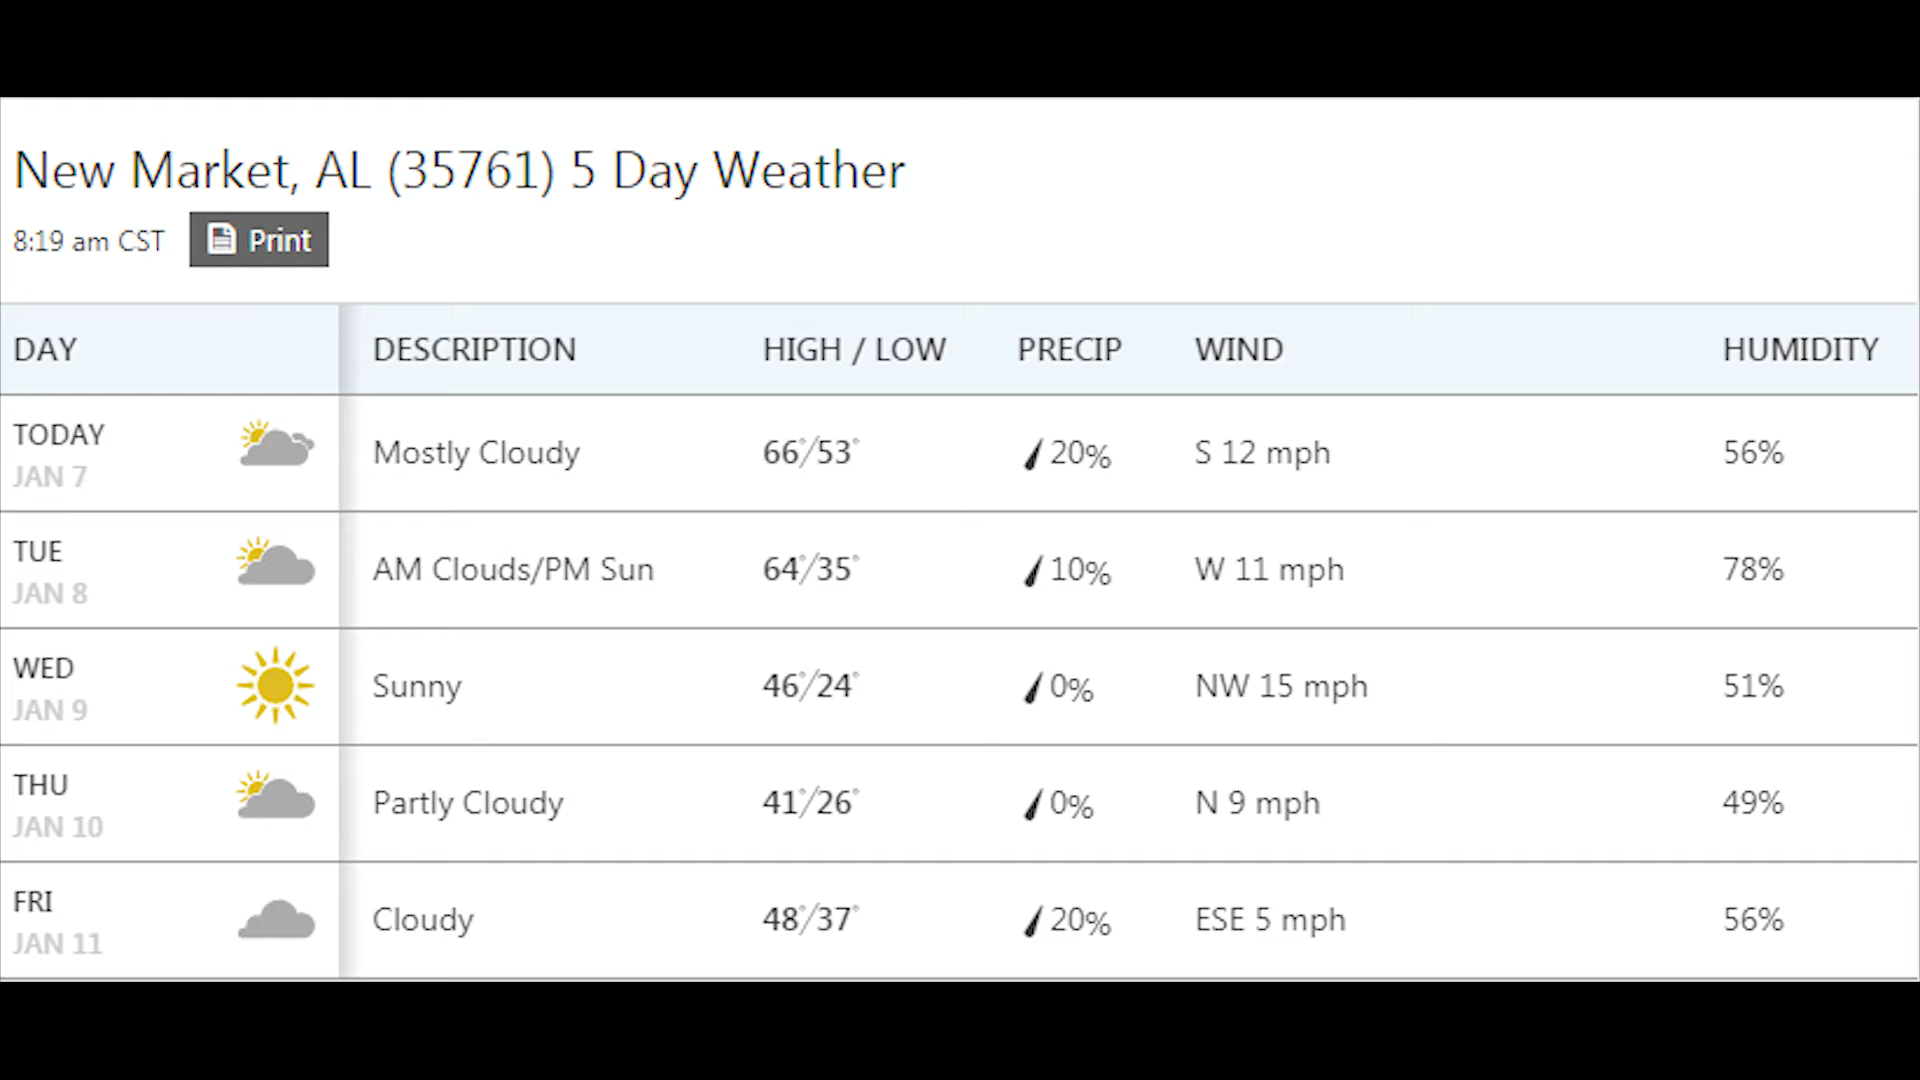 New Market, AL (35761) 5 Day Weather
8:19 am CST Print
DAY DESCRIPTION HIGH / LOW PRECIP WIND HUMIDITY
TODAY
JAN 7
Mostly Cloudy 66°/53° 20% S 12 mph 56%
TUE
JAN 8
AM Clouds/PM Sun 64°/35° 10% W 11 mph 78%
WED
JAN 9
Sunny 46°/24° 0% NW 15 mph 51%
THU
JAN 10
Partly Cloudy 41°/26° 0% N 9 mph 49%
FRI
JAN 11
Cloudy 48°/37° 20% ESE 5 mph 56%